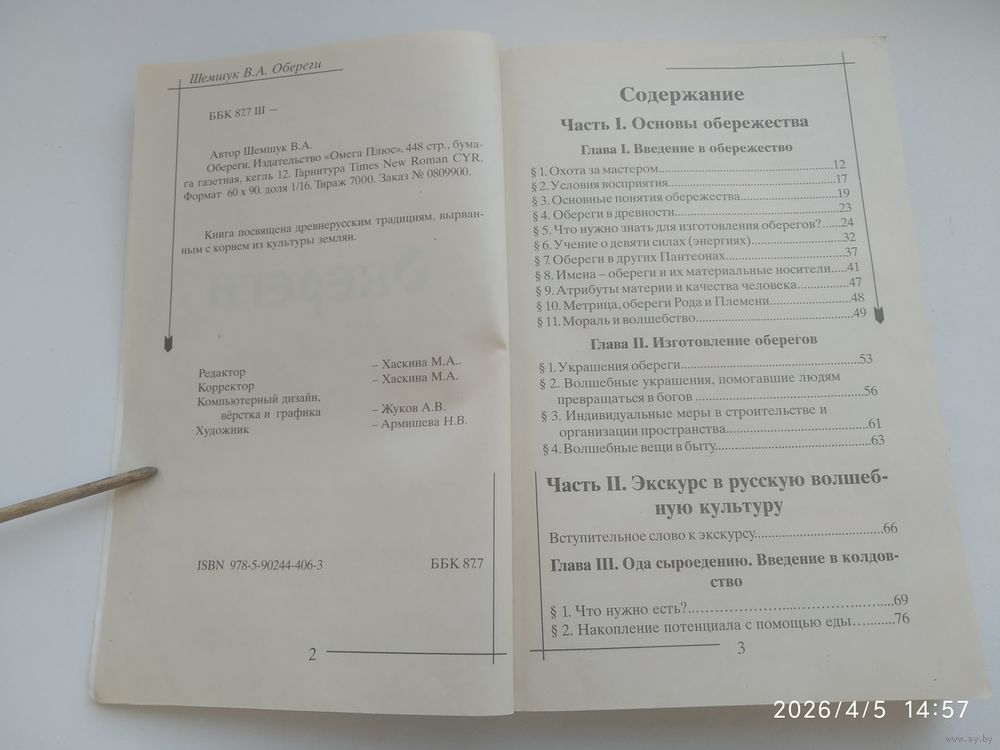 Шемшук В.А. Обереги
ББК 87.7 Ш —
Автор Шемшук В.А.
Обереги. Издательство «Омега Плюс». 448 стр., бума-
га газетная, кегль 12. Гарнитура Times New Roman CYR.
Формат 60 х 90, доля 1/16. Тираж 7000. Заказ № 0809900.
Книга посвящена древнерусским традициям, вырван-
ным с корнем из культуры землян.
Редактор – Хаскина М.А..
Корректор – Хаскина М.А.
Компьютерный дизайн,
вёрстка и графика – Жуков А.В.
Художник – Армишева Н.В.
ISBN 978-5-90244-406-3 ББК 87.7
2
Содержание
Часть I. Основы обережества
Глава I. Введение в обережество
§ 1. Охота за мастером...12
§ 2. Условия восприятия...17
§ 3. Основные понятия обережества...19
§ 4. Обереги в древности...23
§ 5. Что нужно знать для изготовления оберегов?.....24
§ 6. Учение о девяти силах (энергиях)...32
§ 7. Обереги в других Пантеонах...37
§ 8. Имена – обереги и их материальные носители.....41
§ 9. Атрибуты материи и качества человека...47
§ 10. Метрица, обереги Рода и Племени...48
§ 11. Мораль и волшебство...49
Глава II. Изготовление оберегов
§ 1. Украшения обереги...53
§ 2. Волшебные украшения, помогавшие людям
превращаться в богов...56
§ 3. Индивидуальные меры в строительстве и
организации пространства...61
§ 4. Волшебные вещи в быту...63
Часть II. Экскурс в русскую волшеб-
ную культуру
Вступительное слово к экскурсу...66
Глава III. Ода сыроедению. Введение в колдов-
ство
§ 1. Что нужно есть?...69
§ 2. Накопление потенциала с помощью еды...76
3
2026/4/5 14:57
www.ay.by